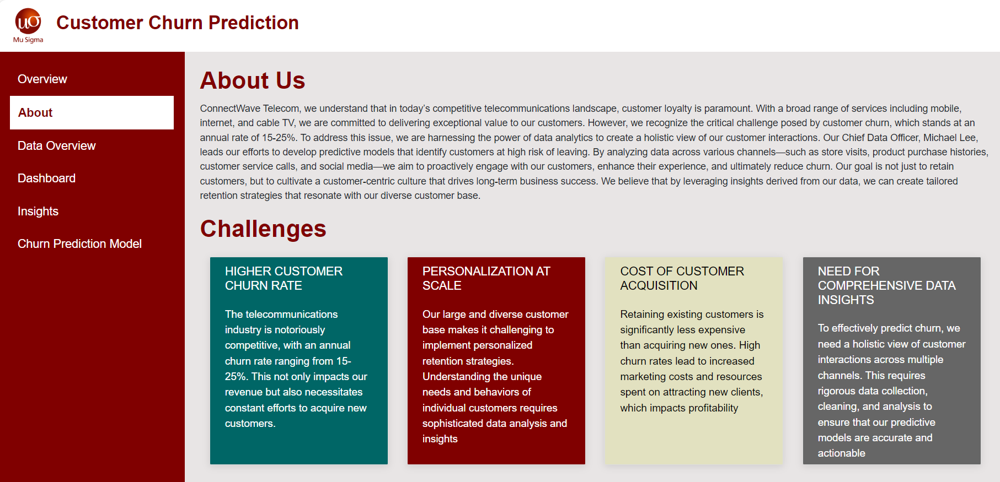 μσ
Mu Sigma
Customer Churn Prediction
Overview
About
Data Overview
Dashboard
Insights
Churn Prediction Model
About Us
ConnectWave Telecom, we understand that in today’s competitive telecommunications landscape, customer loyalty is paramount. With a broad range of services including mobile,
internet, and cable TV, we are committed to delivering exceptional value to our customers. However, we recognize the critical challenge posed by customer churn, which stands at an
annual rate of 15-25%. To address this issue, we are harnessing the power of data analytics to create a holistic view of our customer interactions. Our Chief Data Officer, Michael Lee,
leads our efforts to develop predictive models that identify customers at high risk of leaving. By analyzing data across various channels—such as store visits, product purchase histories,
customer service calls, and social media—we aim to proactively engage with our customers, enhance their experience, and ultimately reduce churn. Our goal is not just to retain
customers, but to cultivate a customer-centric culture that drives long-term business success. We believe that by leveraging insights derived from our data, we can create tailored
retention strategies that resonate with our diverse customer base.
Challenges
HIGHER CUSTOMER
CHURN RATE
The telecommunications
industry is notoriously
competitive, with an annual
churn rate ranging from 15-
25%. This not only impacts our
revenue but also necessitates
constant efforts to acquire new
customers.
PERSONALIZATION AT
SCALE
Our large and diverse customer
base makes it challenging to
implement personalized
retention strategies.
Understanding the unique
needs and behaviors of
individual customers requires
sophisticated data analysis and
insights
COST OF CUSTOMER
ACQUISITION
Retaining existing customers is
significantly less expensive
than acquiring new ones. High
churn rates lead to increased
marketing costs and resources
spent on attracting new clients,
which impacts profitability
NEED FOR
COMPREHENSIVE DATA
INSIGHTS
To effectively predict churn, we
need a holistic view of customer
interactions across multiple
channels. This requires
rigorous data collection,
cleaning, and analysis to
ensure that our predictive
models are accurate and
actionable